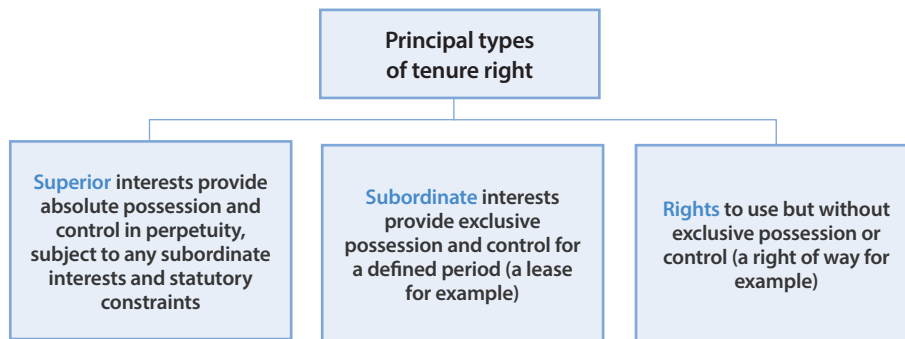 Principal types
of tenure right
Superior interests provide
absolute possession and
control in perpetuity,
subject to any subordinate
interests and statutory
constraints
Subordinate interests
provide exclusive
possession and control for
a defined period (a lease
for example)
Rights to use but without
exclusive possession or
control (a right of way for
example)